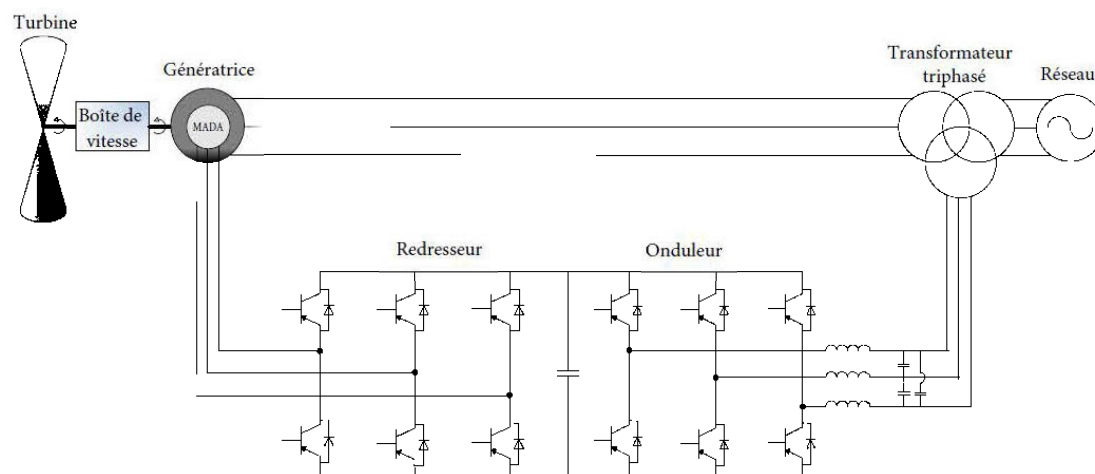 Turbine
Génératrice
Transformateur
triphasé
Réseau
Boîte de
vitesse
MADA
Redresseur
Onduleur